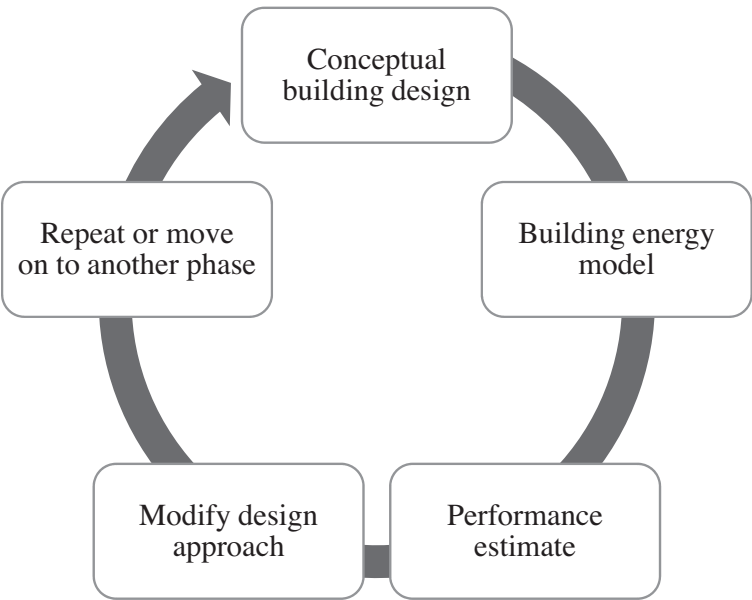 Conceptual
building design
Building energy
model
Performance
estimate
Modify design
approach
Repeat or move
on to another phase